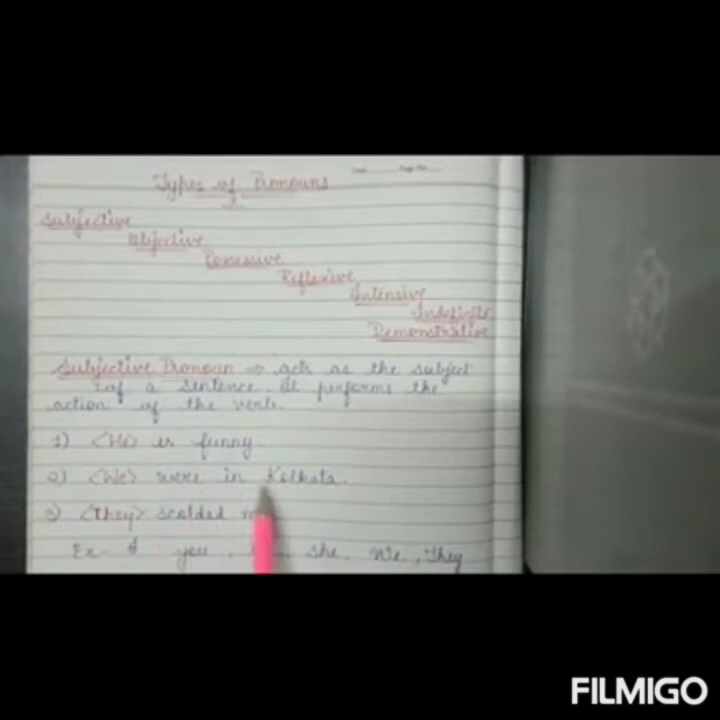 Types of Pronouns
Subjective
Objective
Possessive
Reflexive
Intensive
Indefinite
Demonstrative
Subjective Pronoun ⇒ acts as the subject
of a sentence. It performs the
action of the verb.
1) <He> is funny.
2) <We> were in Kolkata.
3) <They> scolded
Ex- I you, she, We, They
FILMIGO